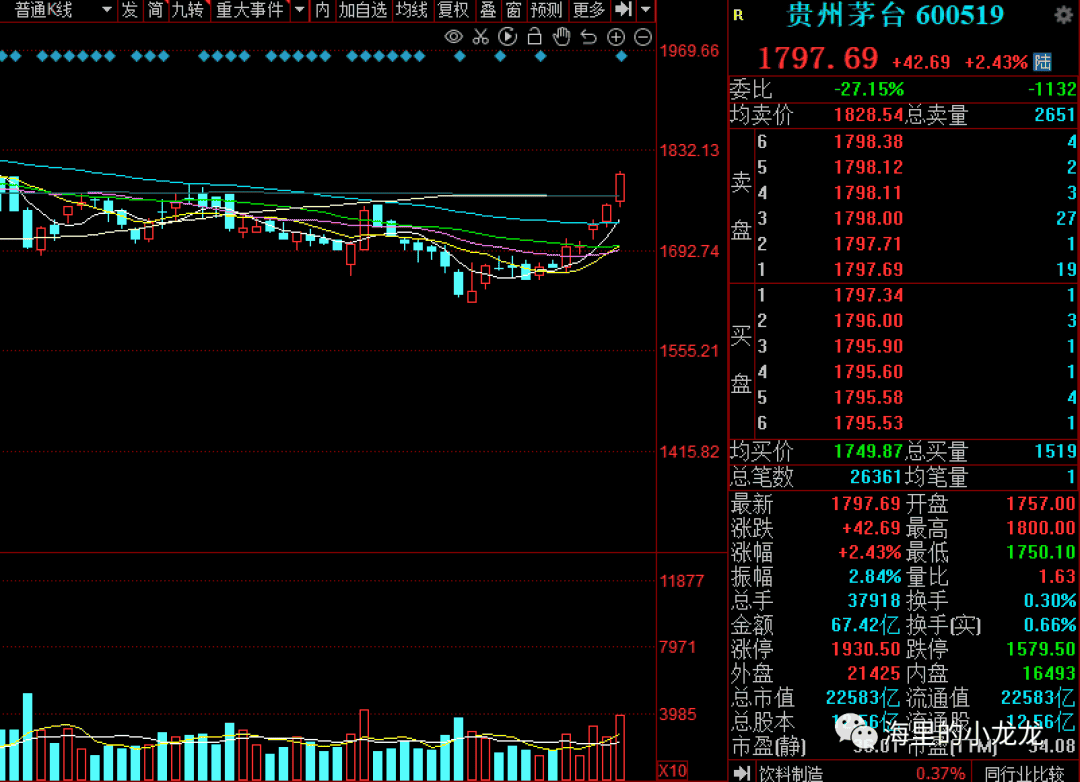 普通K线 发 简 九转 重大事件 内 加自选 均线 复权 叠 窗 预测 更多
1969.66
1832.13
1692.74
1555.21
1415.82
11877
7971
3985
X10
R 贵州茅台 600519
1797.69 +42.69 +2.43% 陆
委比 -27.15% -1132
均卖价 1828.54 总卖量 2651
卖盘
6 1798.38 4
5 1798.12 2
4 1798.11 3
3 1798.00 27
2 1797.71 1
1 1797.69 19
买盘
1 1797.34 1
2 1796.00 3
3 1795.90 1
4 1795.60 1
5 1795.58 4
6 1795.53 1
均买价 1749.87 总买量 1519
总笔数 26361 均笔量 1
最新 1797.69 开盘 1757.00
涨跌 +42.69 最高 1800.00
涨幅 +2.43% 最低 1750.10
振幅 2.84% 量比 1.63
总手 37918 换手 0.30%
金额 67.42亿 换手(实) 0.66%
涨停 1930.50 跌停 1579.50
外盘 21425 内盘 16493
总市值 22583亿 流通值 22583亿
总股本 12.56亿 流通股 12.56亿
市盈(静) 市盈(TTM) 34.08
海里的小龙龙
饮料制造 0.37% 同行业比较